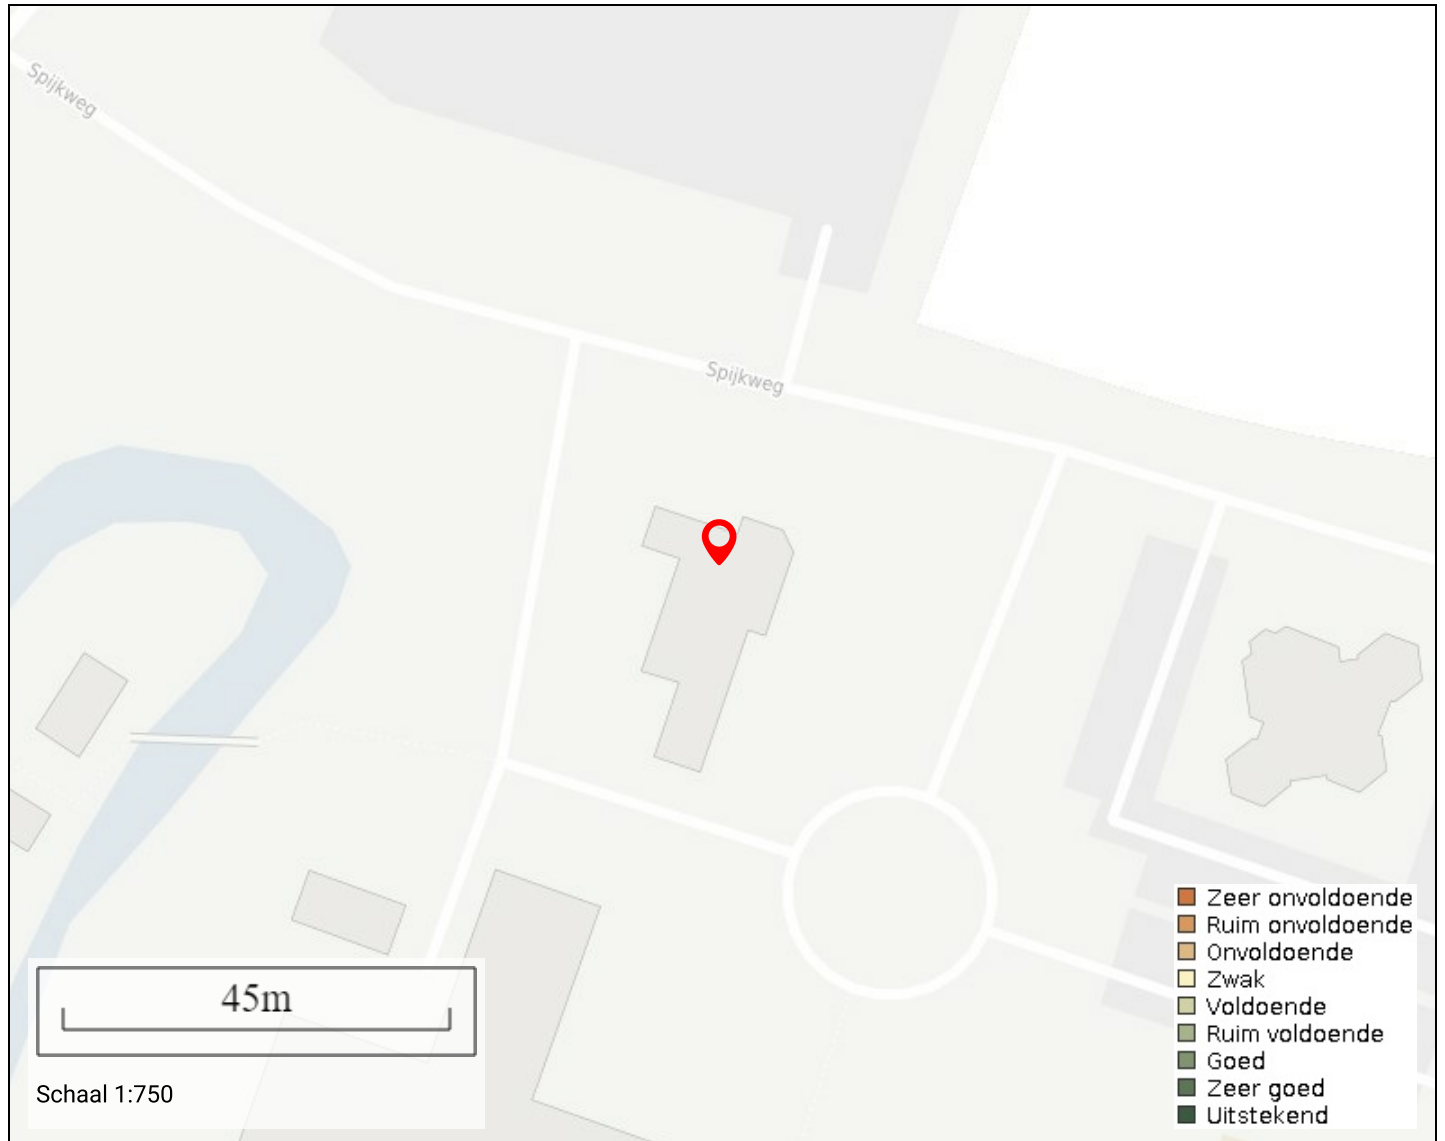 Spijkweg
Spijkweg
Zeer onvoldoende
Ruim onvoldoende
Onvoldoende
Zwak
Voldoende
Ruim voldoende
Goed
Zeer goed
Uitstekend
45m
Schaal 1:750